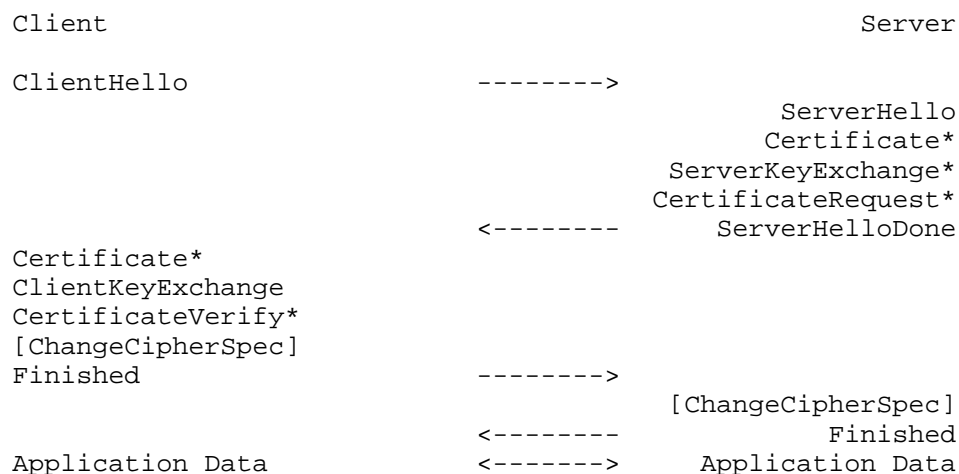 Client                                               Server

ClientHello                  -------->
                                                ServerHello
                                               Certificate*
                                         ServerKeyExchange*
                                        CertificateRequest*
                             <--------      ServerHelloDone
Certificate*
ClientKeyExchange
CertificateVerify*
[ChangeCipherSpec]
Finished                     -------->
                                         [ChangeCipherSpec]
                             <--------             Finished
Application Data             <------->     Application Data